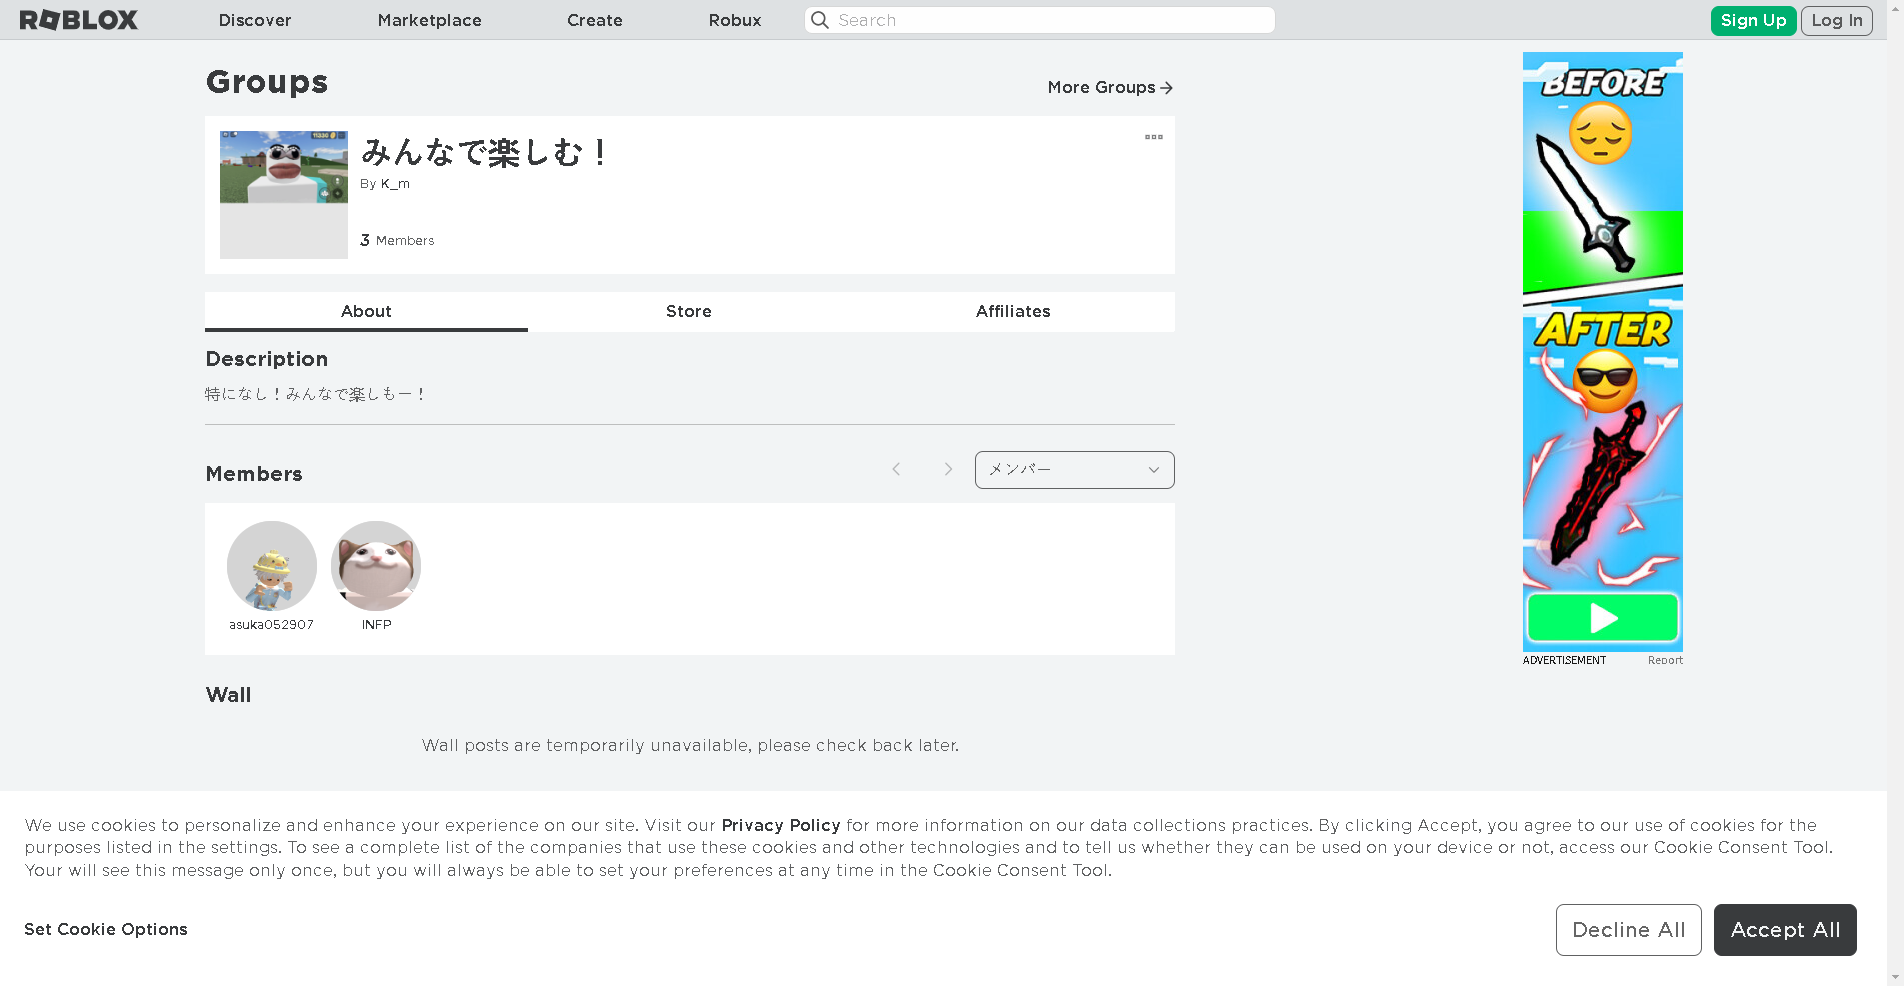 ROBLOX
Discover
Marketplace
Create
Robux
Search
Sign Up
Log In
Groups
More Groups
みんなで楽しむ！
By K_m
3 Members
About
Store
Affiliates
Description
特になし！みんなで楽しもー！
Members
メンバー
asuka052907
INFP
Wall
Wall posts are temporarily unavailable, please check back later.
BEFORE
AFTER
ADVERTISEMENT
Report
We use cookies to personalize and enhance your experience on our site. Visit our Privacy Policy for more information on our data collections practices. By clicking Accept, you agree to our use of cookies for the
purposes listed in the settings. To see a complete list of the companies that use these cookies and other technologies and to tell us whether they can be used on your device or not, access our Cookie Consent Tool.
Your will see this message only once, but you will always be able to set your preferences at any time in the Cookie Consent Tool.
Set Cookie Options
Decline All
Accept All